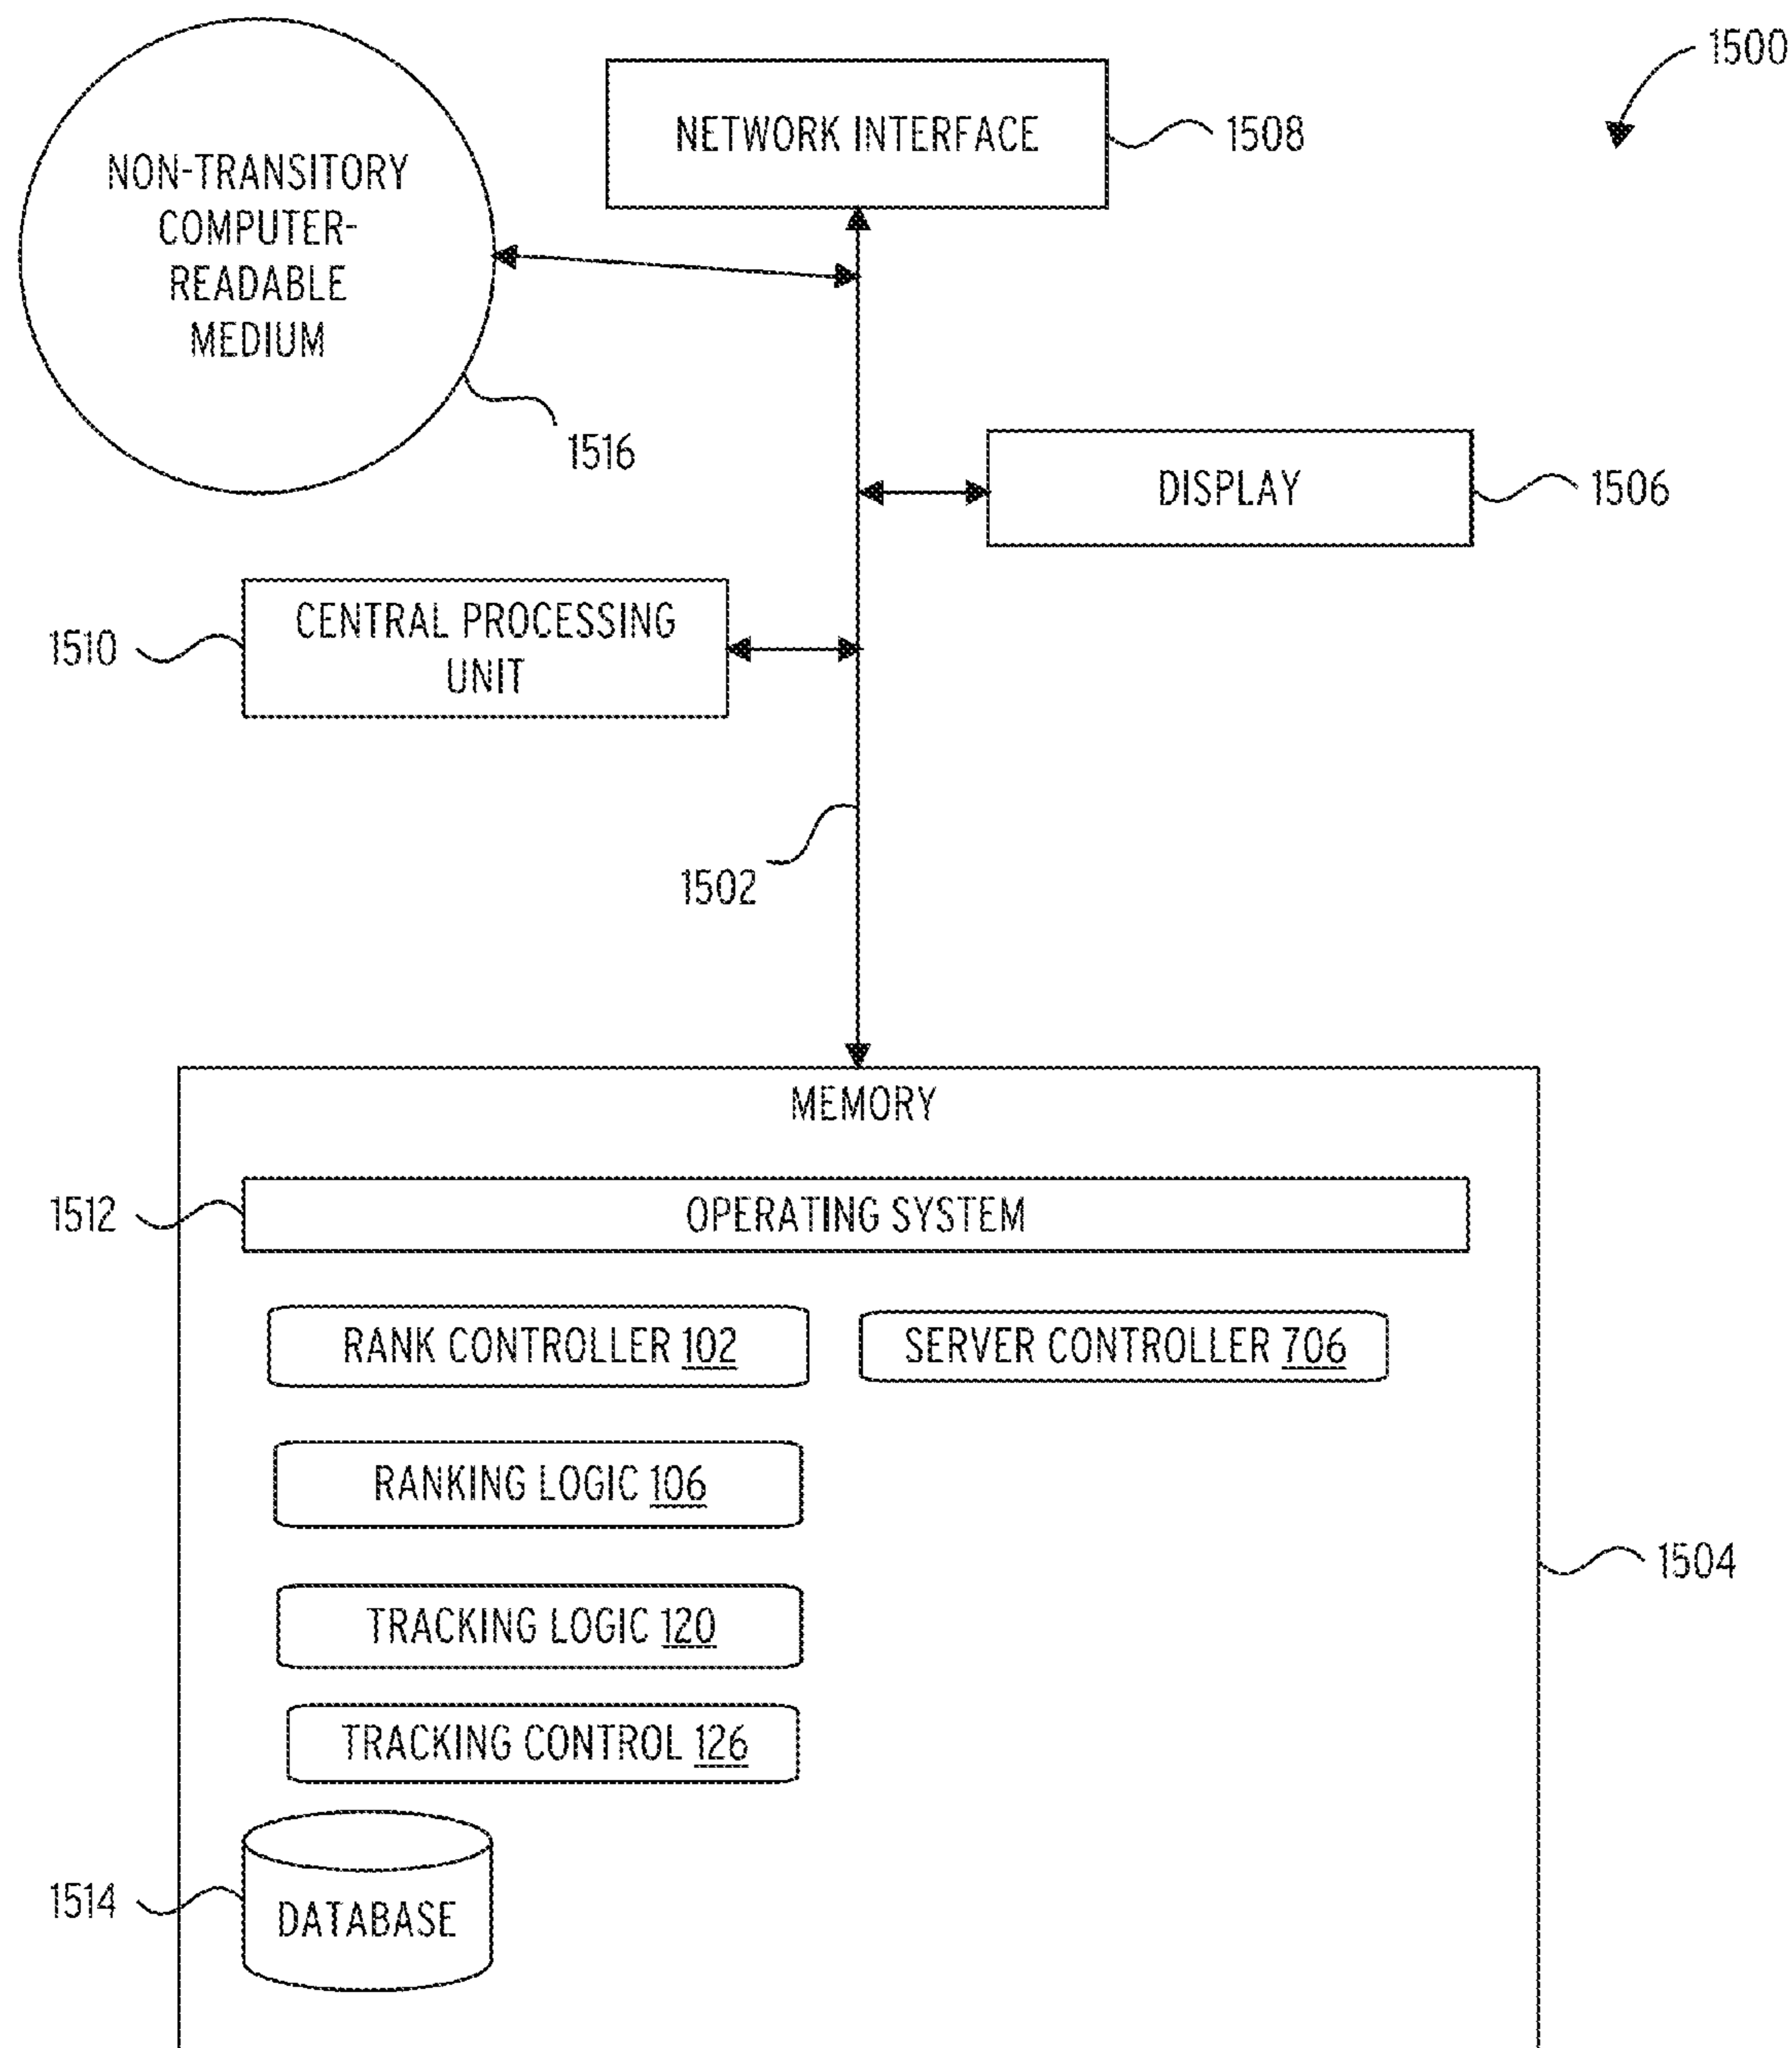 1500
NETWORK INTERFACE
1508
NON-TRANSITORY
COMPUTER-
READABLE
MEDIUM
1516
DISPLAY
1506
CENTRAL PROCESSING
UNIT
1510
1502
MEMORY
1512
OPERATING SYSTEM
RANK CONTROLLER 102
SERVER CONTROLLER 706
RANKING LOGIC 106
1504
TRACKING LOGIC 120
TRACKING CONTROL 126
1514
DATABASE